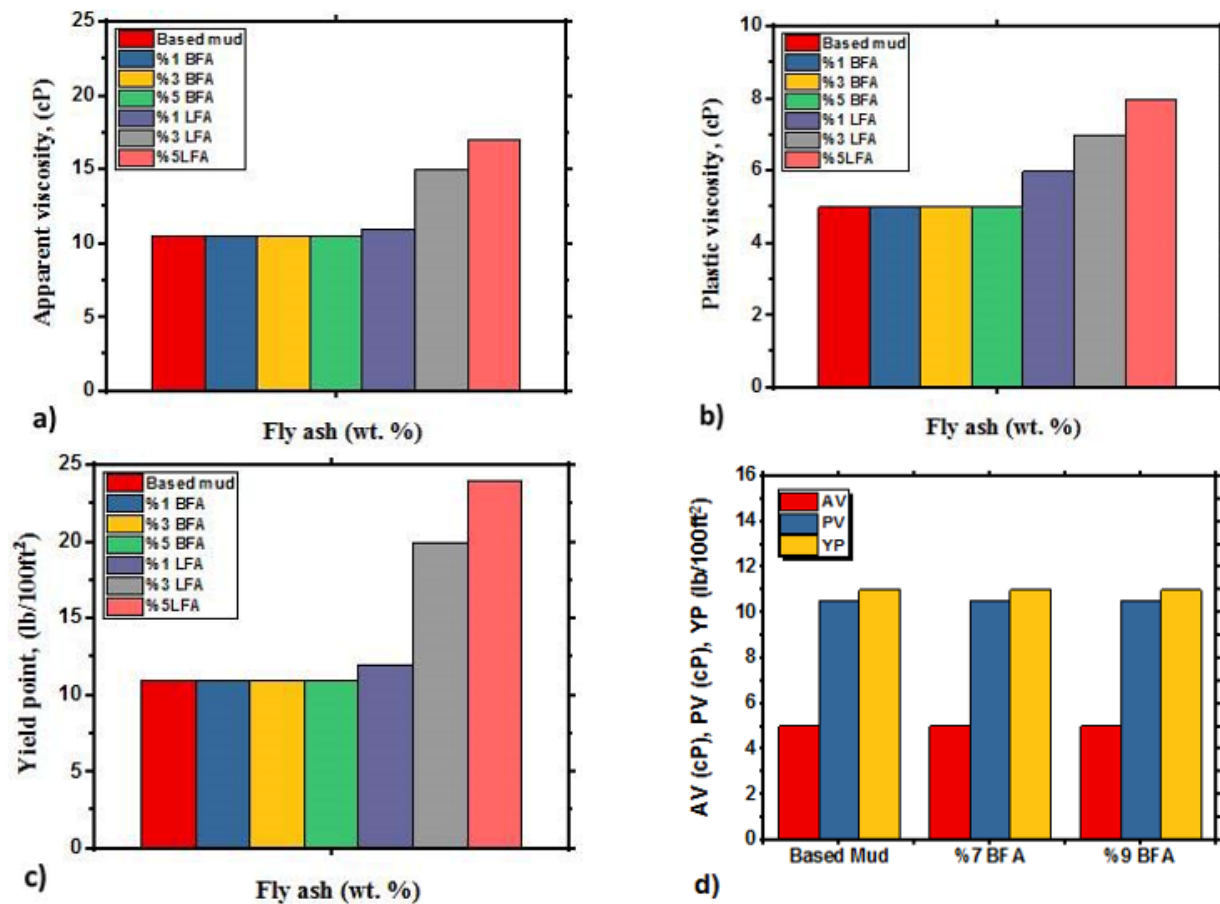 25
20
15
10
5
0
Apparent viscosity, (cP)
Based mud
%1 BFA
%3 BFA
%5 BFA
%1 LFA
%3 LFA
%5LFA
Fly ash (wt. %)
a)
10
8
6
4
2
0
Plastic viscosity, (cP)
Based mud
%1 BFA
%3 BFA
%5 BFA
%1 LFA
%3 LFA
%5LFA
Fly ash (wt. %)
b)
25
20
15
10
5
0
Yield point, (lb/100ft²)
Based mud
%1 BFA
%3 BFA
%5 BFA
%1 LFA
%3 LFA
%5LFA
Fly ash (wt. %)
c)
16
14
12
10
8
6
4
2
0
AV (cP), PV (cP), YP (lb/100ft²)
AV
PV
YP
Based Mud
%7 BFA
%9 BFA
d)